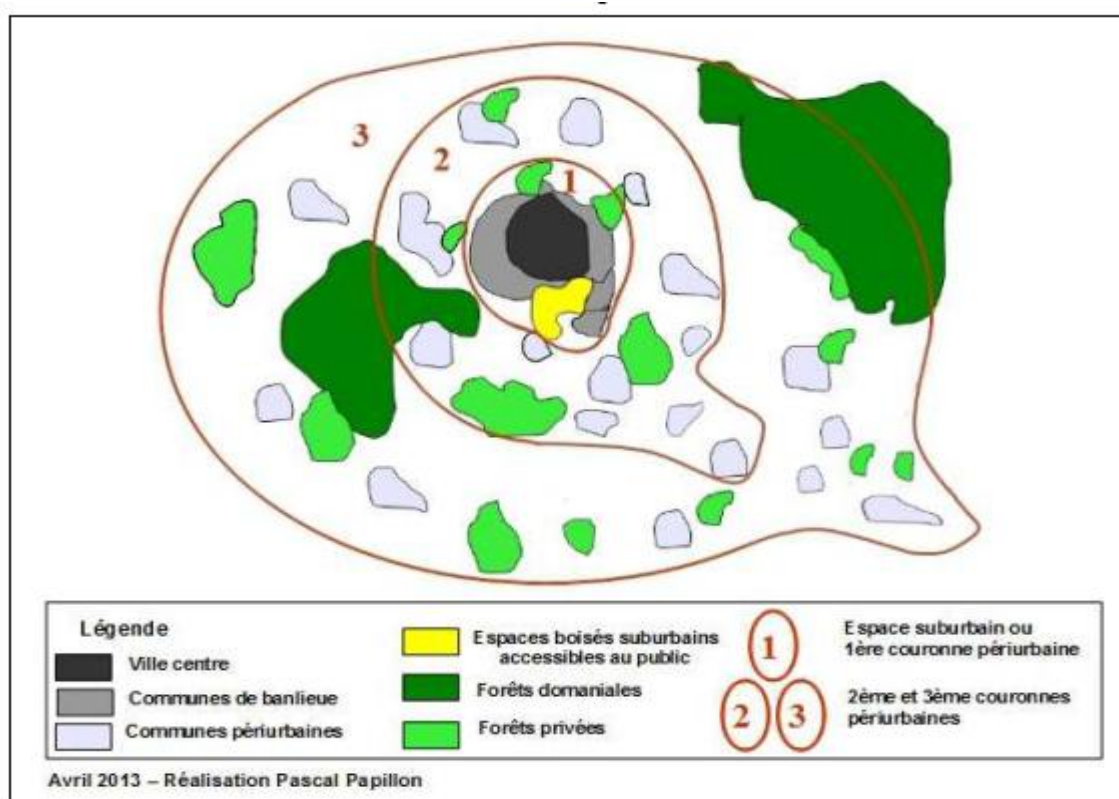 3
2
1
Légende
Ville centre
Communes de banlieue
Communes périurbaines
Espaces boisés suburbains
accessibles au public
Forêts domaniales
Forêts privées
1
Espace suburbain ou
1ère couronne périurbaine
2 3
2ème et 3ème couronnes
périurbaines
Avril 2013 – Réalisation Pascal Papillon